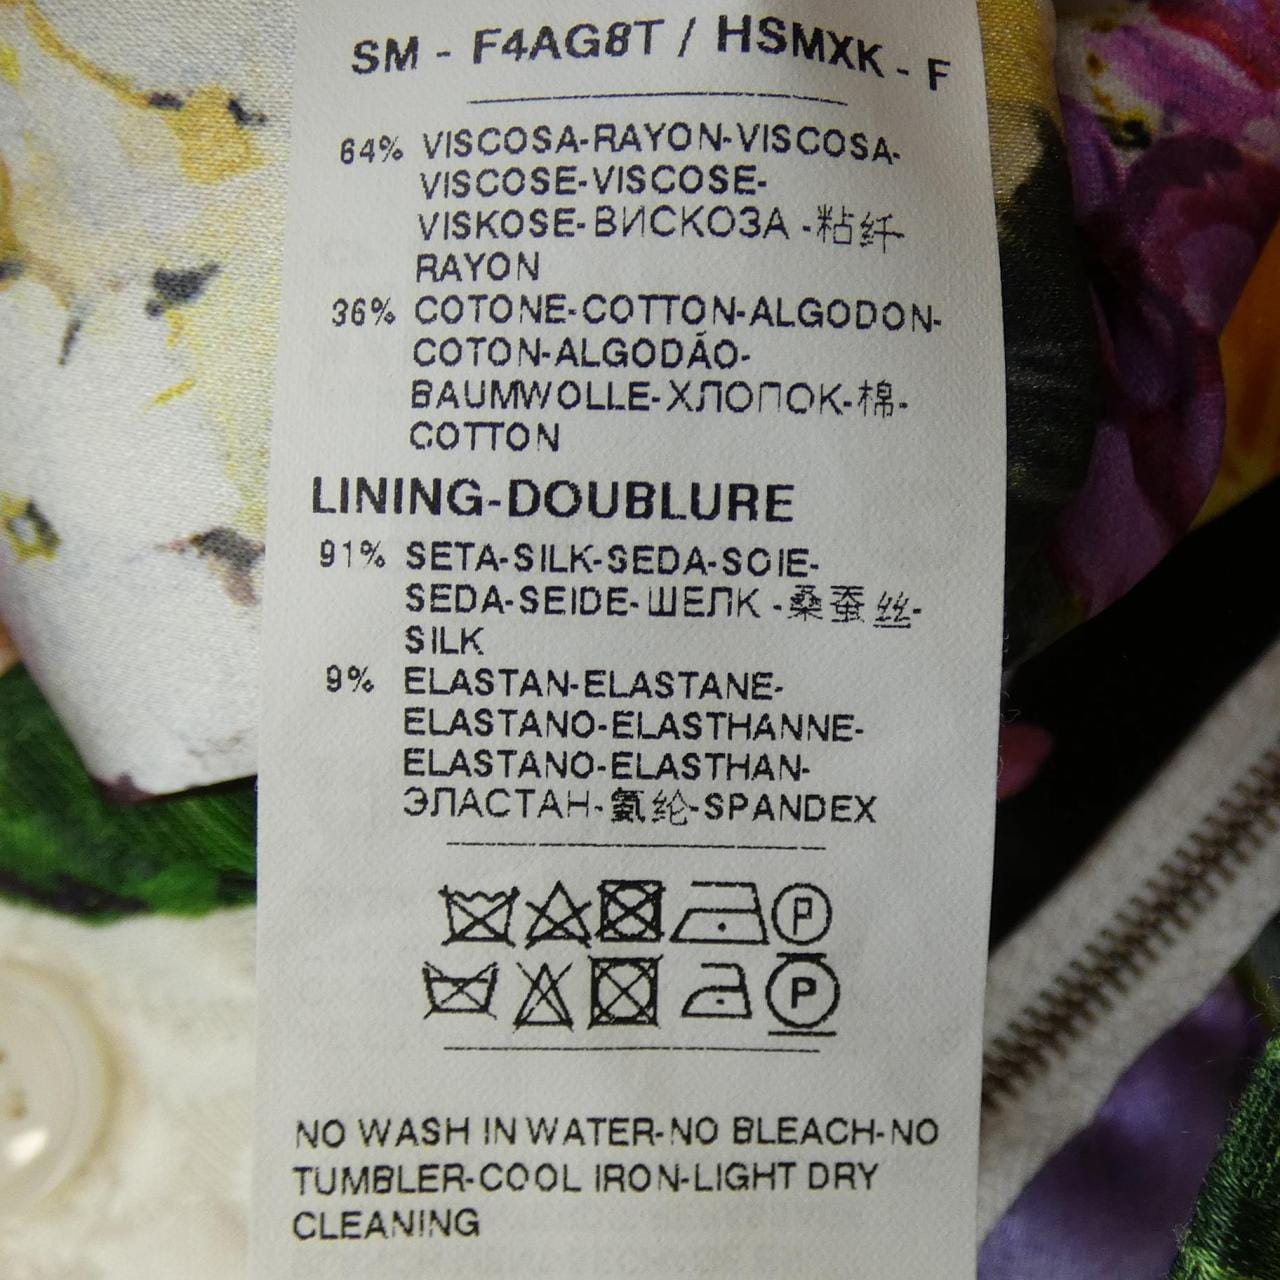 SM - F4AG8T / HSMXK - F
64% VISCOSA-RAYON-VISCOSA-
VISCOSE-VISCOSE-
VISKOSE-ВИСКОЗА -粘纤-
RAYON
36% COTONE-COTTON-ALGODON-
COTON-ALGODÃO-
BAUMWOLLE-ХЛОПОК-棉-
COTTON
LINING-DOUBLURE
91% SETA-SILK-SEDA-SOIE-
SEDA-SEIDE-ШЕЛК -桑蚕丝-
SILK
9% ELASTAN-ELASTANE-
ELASTANO-ELASTHANNE-
ELASTANO-ELASTHAN-
ЭЛАСТАН-氨纶-SPANDEX
P
P
NO WASH IN WATER-NO BLEACH-NO
TUMBLER-COOL IRON-LIGHT DRY
CLEANING